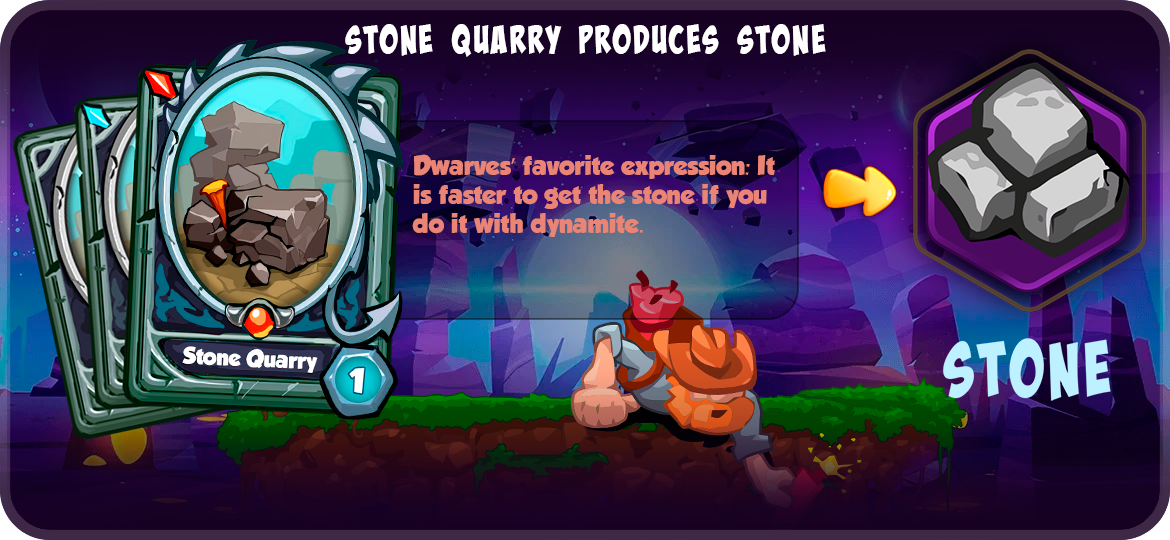 STONE QUARRY PRODUCES STONE
Dwarves' favorite expression: It
is faster to get the stone if you
do it with dynamite.
Stone Quarry
1
STONE